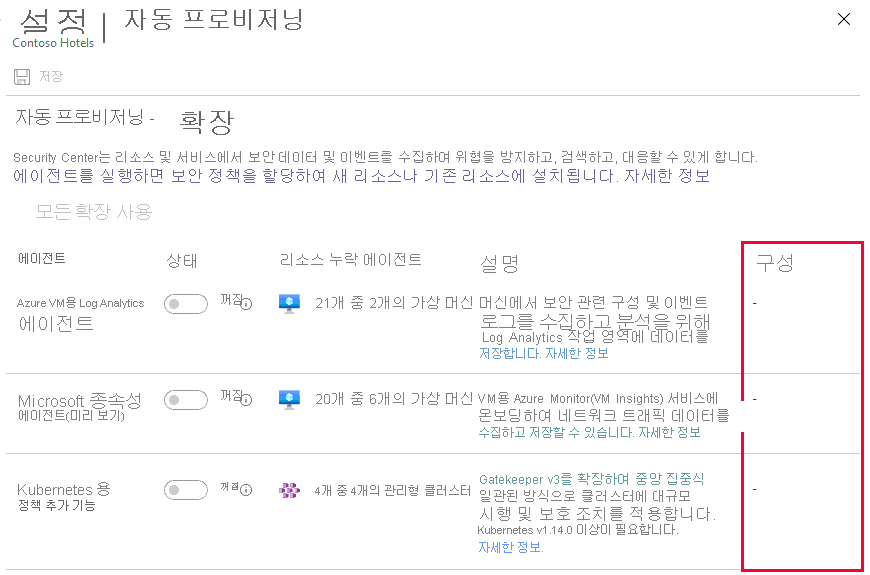 설정 | 자동 프로비저닝
Contoso Hotels
저장
자동 프로비저닝 - 확장
Security Center는 리소스 및 서비스에서 보안 데이터 및 이벤트를 수집하여 위협을 방지하고, 검색하고, 대응할 수 있게 합니다.
에이전트를 실행하면 보안 정책을 할당하여 새 리소스나 기존 리소스에 설치됩니다. 자세한 정보
모든 확장 사용
에이전트 상태 리소스 누락 에이전트 설명 구성
Azure VM용 Log Analytics
에이전트
꺼짐
21개 중 2개의 가상 머신
머신에서 보안 관련 구성 및 이벤트
로그를 수집하고 분석을 위해
Log Analytics 작업 영역에 데이터를
저장합니다. 자세한 정보
-
Microsoft 종속성
에이전트(미리 보기)
꺼짐
20개 중 6개의 가상 머신
VM용 Azure Monitor(VM Insights) 서비스에
온보딩하여 네트워크 트래픽 데이터를
수집하고 저장할 수 있습니다. 자세한 정보
-
Kubernetes 용
정책 추가 기능
꺼짐
4개 중 4개의 관리형 클러스터
Gatekeeper v3를 확장하여 중앙 집중식
일관된 방식으로 클러스터에 대규모
시행 및 보호 조치를 적용합니다.
Kubernetes v1.14.0 이상이 필요합니다.
자세한 정보.
-